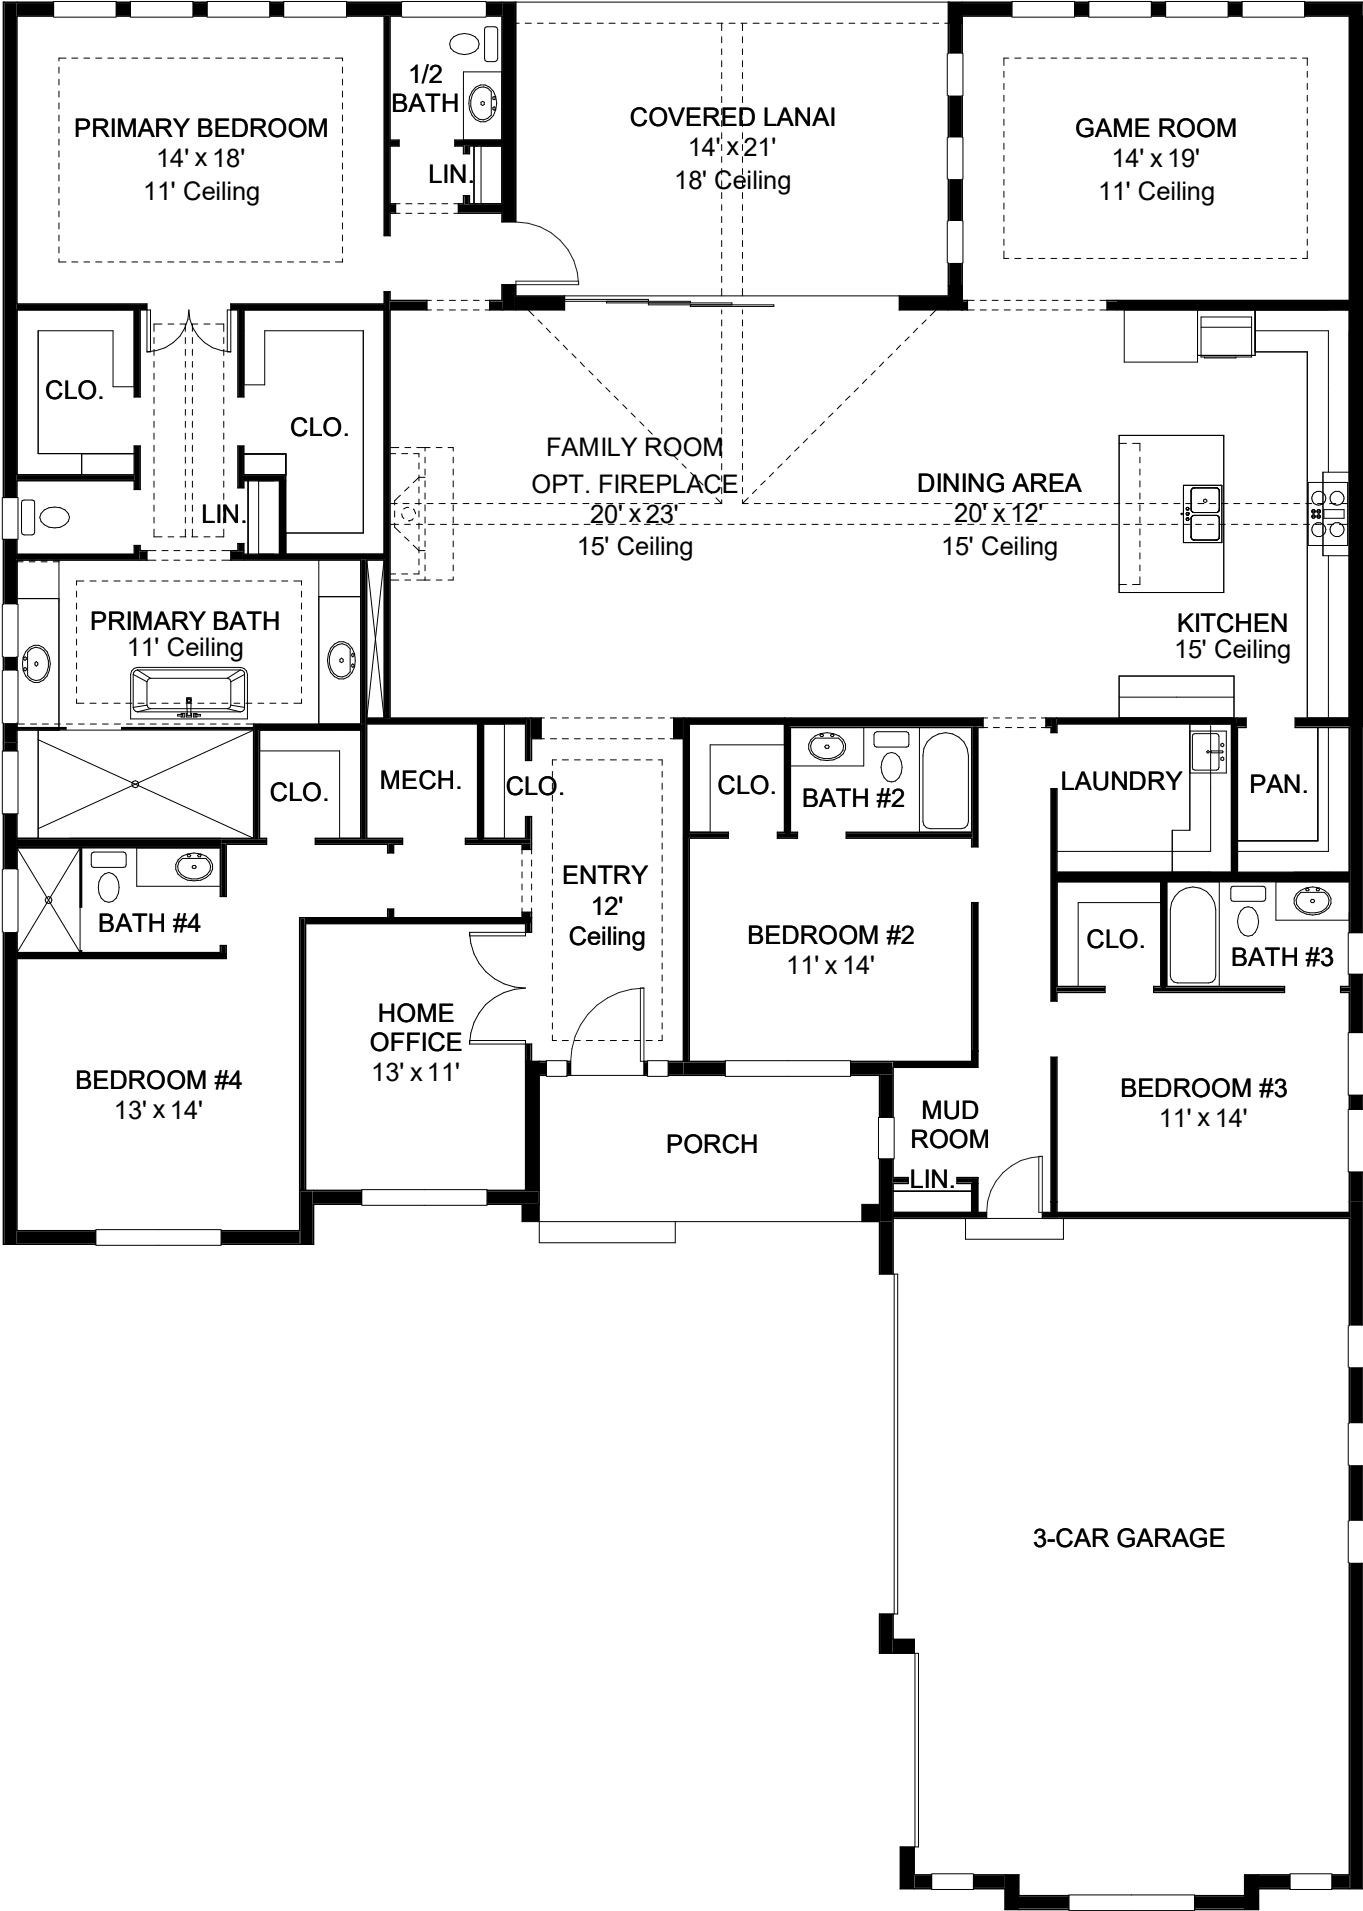 1/2
BATH
LIN.
PRIMARY BEDROOM
14' x 18'
11' Ceiling
COVERED LANAI
14' x 21'
18' Ceiling
GAME ROOM
14' x 19'
11' Ceiling
CLO.
CLO.
LIN.
FAMILY ROOM
OPT. FIREPLACE
20' x 23'
15' Ceiling
DINING AREA
20' x 12'
15' Ceiling
PRIMARY BATH
11' Ceiling
KITCHEN
15' Ceiling
CLO.
MECH.
CLO.
CLO.
BATH #2
LAUNDRY
PAN.
BATH #4
ENTRY
12'
Ceiling
BEDROOM #2
11' x 14'
CLO.
BATH #3
HOME
OFFICE
13' x 11'
BEDROOM #4
13' x 14'
PORCH
MUD
ROOM
LIN.
BEDROOM #3
11' x 14'
3-CAR GARAGE